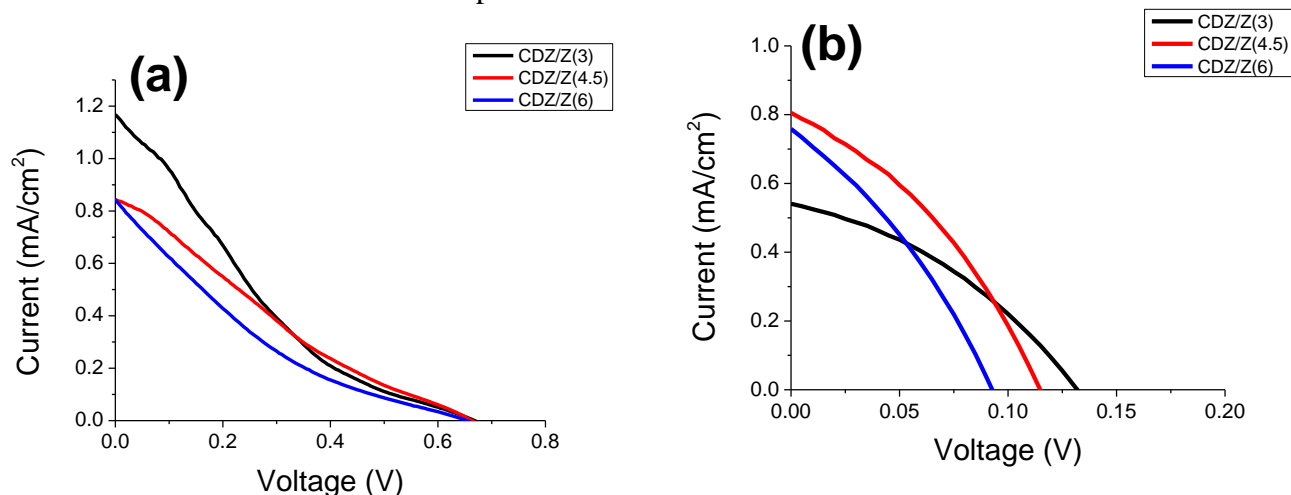 (a)
CDZ/Z(3)
CDZ/Z(4.5)
CDZ/Z(6)
1.2
1.0
0.8
0.6
0.4
0.2
0.0
Current (mA/cm²)
0.0 0.2 0.4 0.6 0.8
Voltage (V)
(b)
CDZ/Z(3)
CDZ/Z(4.5)
CDZ/Z(6)
1.0
0.8
0.6
0.4
0.2
0.0
Current (mA/cm²)
0.00 0.05 0.10 0.15 0.20
Voltage (V)